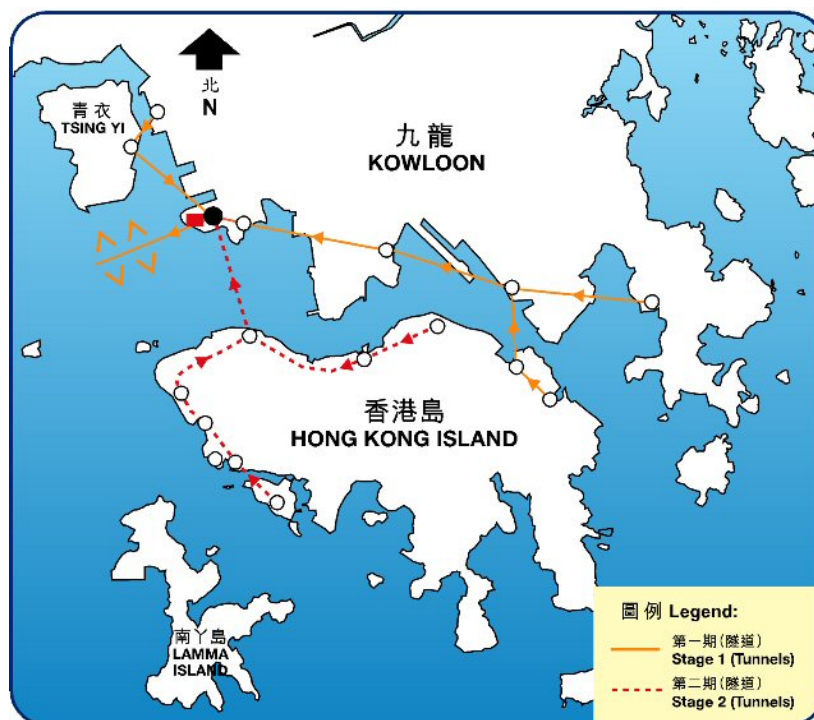 北
N
青衣
TSING YI
九龍
KOWLOON
香港島
HONG KONG ISLAND
南丫島
LAMMA
ISLAND
圖例 Legend:
第一期(隧道)
Stage 1 (Tunnels)
第二期(隧道)
Stage 2 (Tunnels)